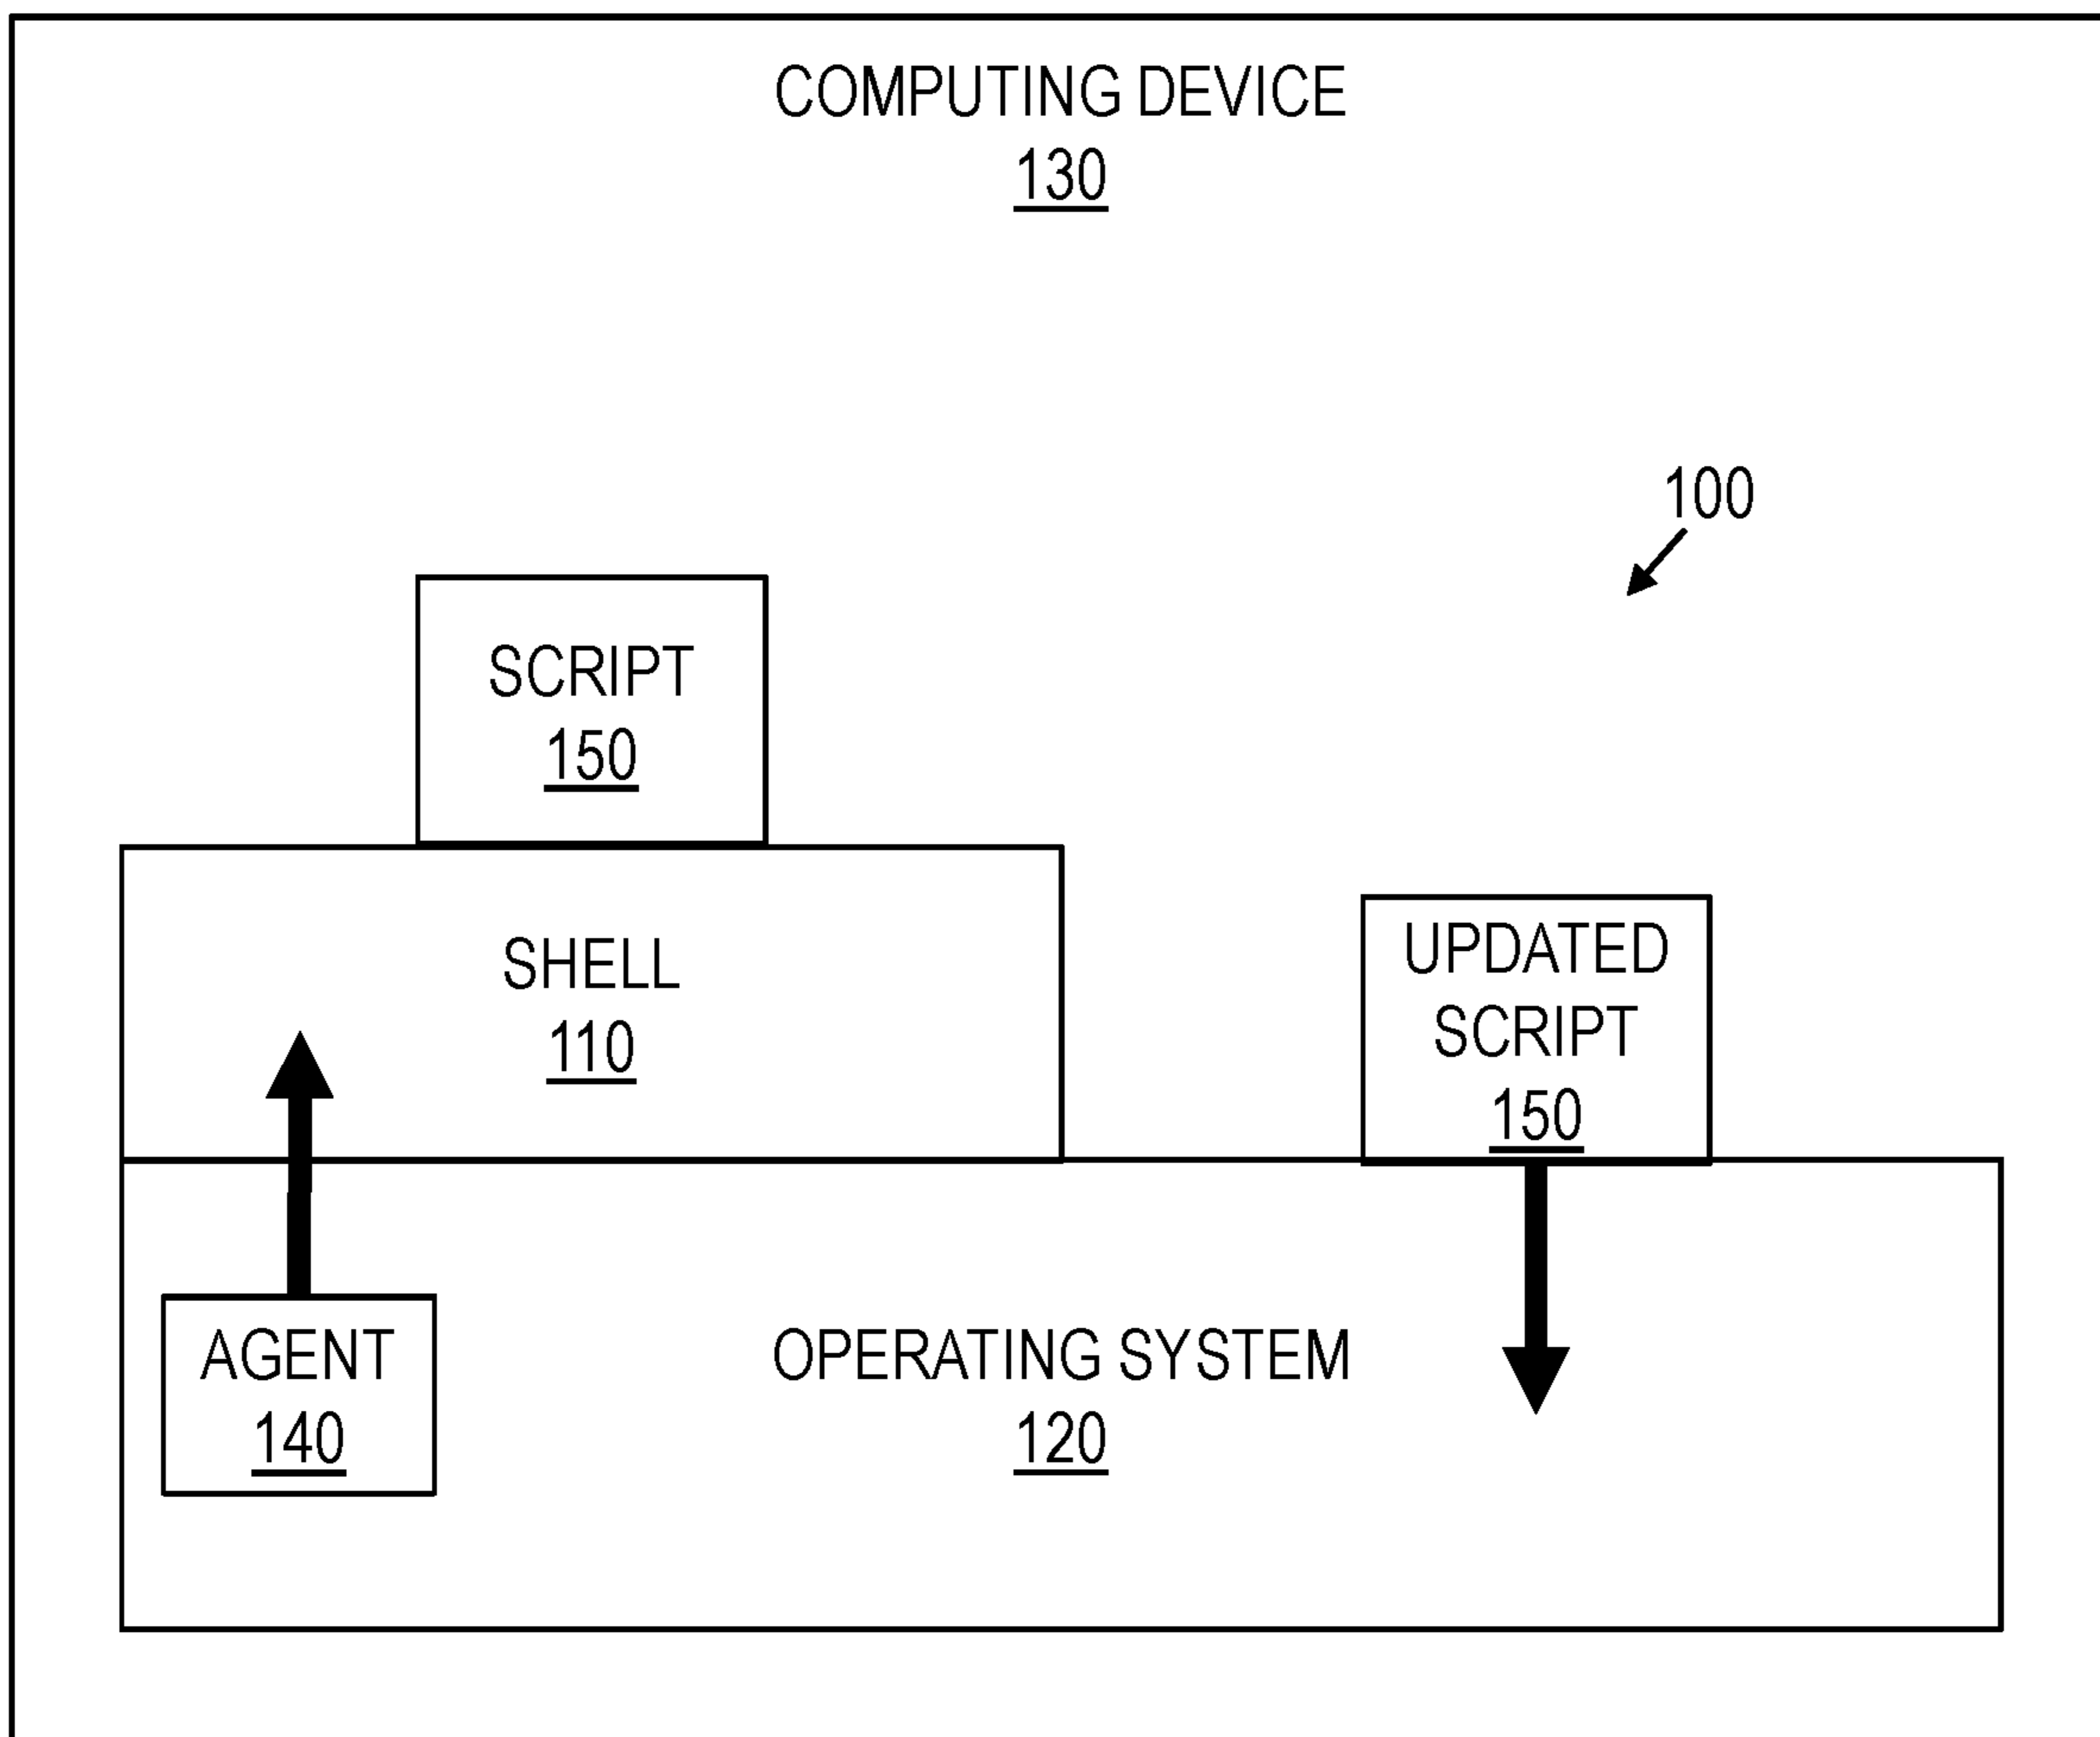 COMPUTING DEVICE
130
100
SCRIPT
150
SHELL
110
UPDATED
SCRIPT
150
AGENT
140
OPERATING SYSTEM
120